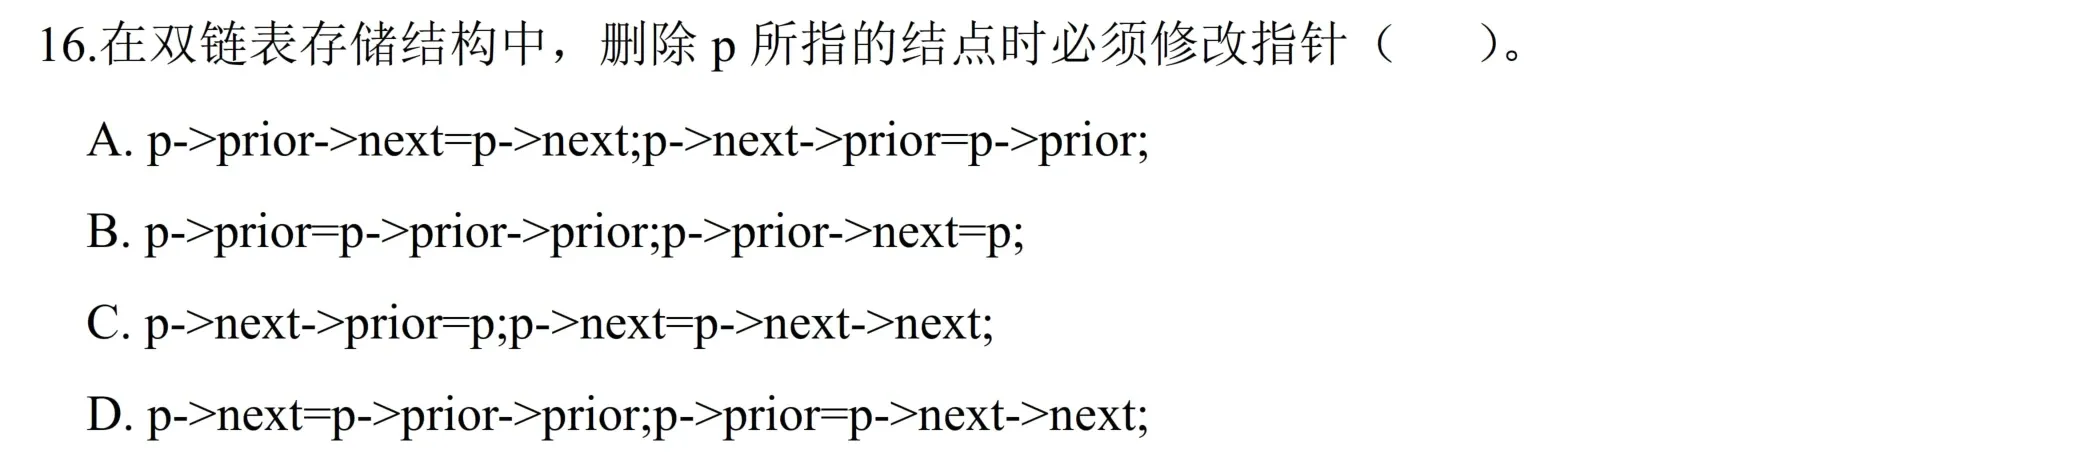 16.在双链表存储结构中，删除 p 所指的结点时必须修改指针（    ）。
A. p->prior->next=p->next;p->next->prior=p->prior;
B. p->prior=p->prior->prior;p->prior->next=p;
C. p->next->prior=p;p->next=p->next->next;
D. p->next=p->prior->prior;p->prior=p->next->next;